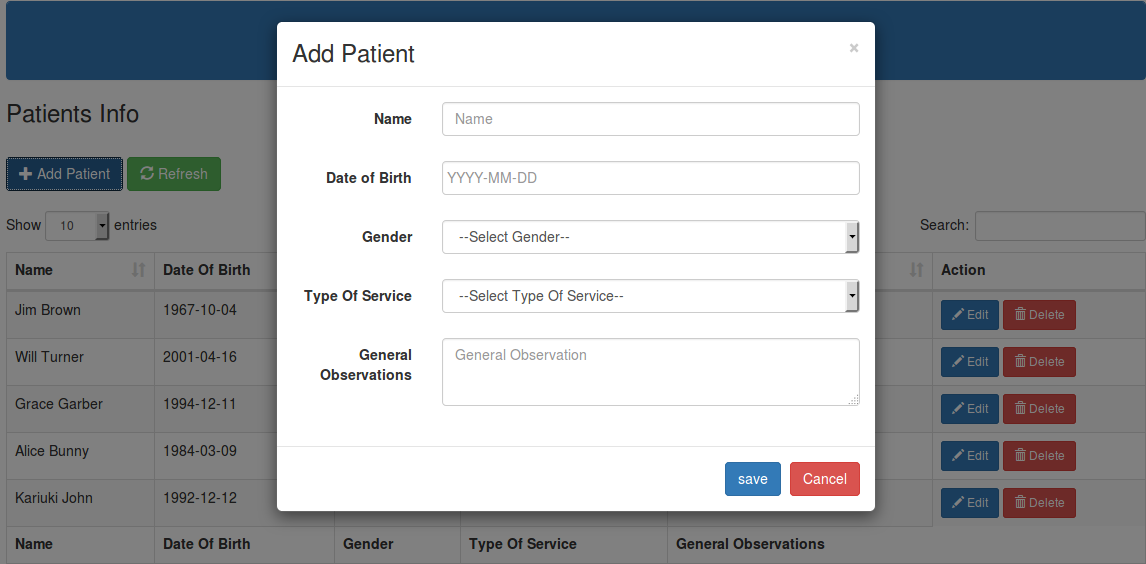 Add Patient
×
Patients Info
Name
Name
Add Patient
Refresh
Date of Birth
YYYY-MM-DD
Show 10 entries
Search:
Gender
--Select Gender--
Name
Date Of Birth
Action
Type Of Service
--Select Type Of Service--
Jim Brown
1967-10-04
Edit
Delete
General Observations
General Observation
Will Turner
2001-04-16
Edit
Delete
Grace Garber
1994-12-11
Edit
Delete
Alice Bunny
1984-03-09
Edit
Delete
save
Cancel
Kariuki John
1992-12-12
Edit
Delete
Name
Date Of Birth
Gender
Type Of Service
General Observations